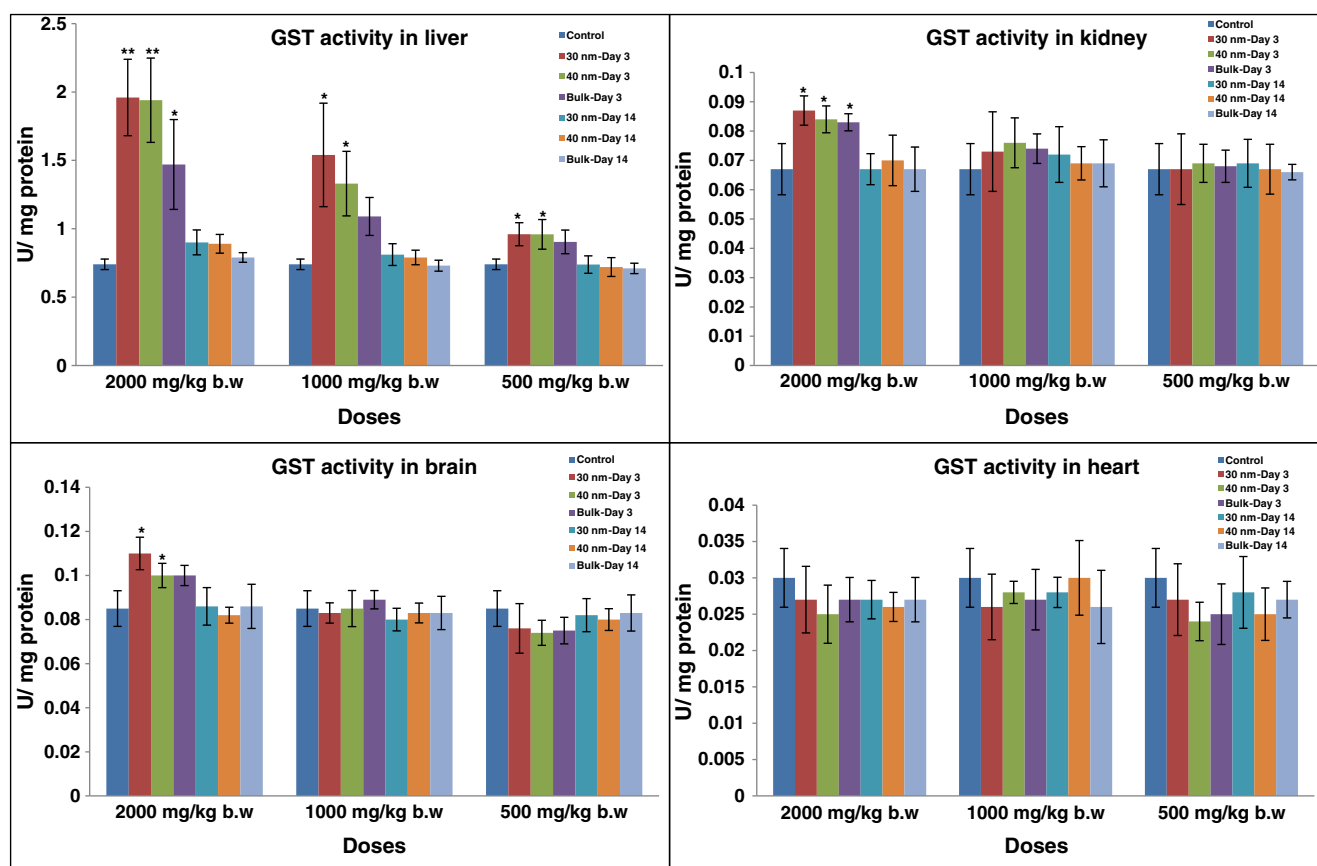 GST activity in liver
Control
30 nm-Day 3
40 nm-Day 3
Bulk-Day 3
30 nm-Day 14
40 nm-Day 14
Bulk-Day 14
U/ mg protein
2.5
2
1.5
1
0.5
0
** ** *
* *
* *
2000 mg/kg b.w 1000 mg/kg b.w 500 mg/kg b.w
Doses
GST activity in kidney
Control
30 nm-Day 3
40 nm-Day 3
Bulk-Day 3
30 nm-Day 14
40 nm-Day 14
Bulk-Day 14
U/ mg protein
0.1
0.09
0.08
0.07
0.06
0.05
0.04
0.03
0.02
0.01
0
* * *
2000 mg/kg b.w 1000 mg/kg b.w 500 mg/kg b.w
Doses
GST activity in brain
Control
30 nm-Day 3
40 nm-Day 3
Bulk-Day 3
30 nm-Day 14
40 nm-Day 14
Bulk-Day 14
U/ mg protein
0.14
0.12
0.1
0.08
0.06
0.04
0.02
0
* *
2000 mg/kg b.w 1000 mg/kg b.w 500 mg/kg b.w
Doses
GST activity in heart
Control
30 nm-Day 3
40 nm-Day 3
Bulk-Day 3
30 nm-Day 14
40 nm-Day 14
Bulk-Day 14
U/ mg protein
0.04
0.035
0.03
0.025
0.02
0.015
0.01
0.005
0
2000 mg/kg b.w 1000 mg/kg b.w 500 mg/kg b.w
Doses